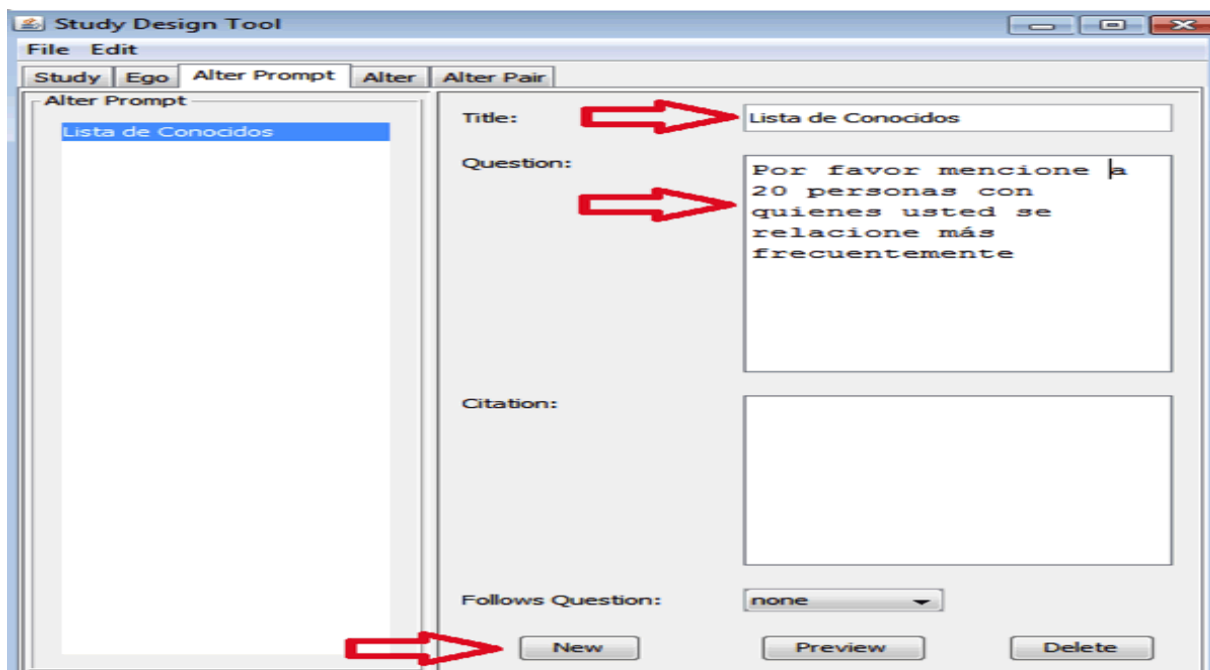 Study Design Tool
File Edit
Study Ego Alter Prompt Alter Alter Pair
Alter Prompt
Lista de Conocidos
Title: Lista de Conocidos
Question:
Por favor mencione a
20 personas con
quienes usted se
relacione más
frecuentemente
Citation:
Follows Question: none
New Preview Delete